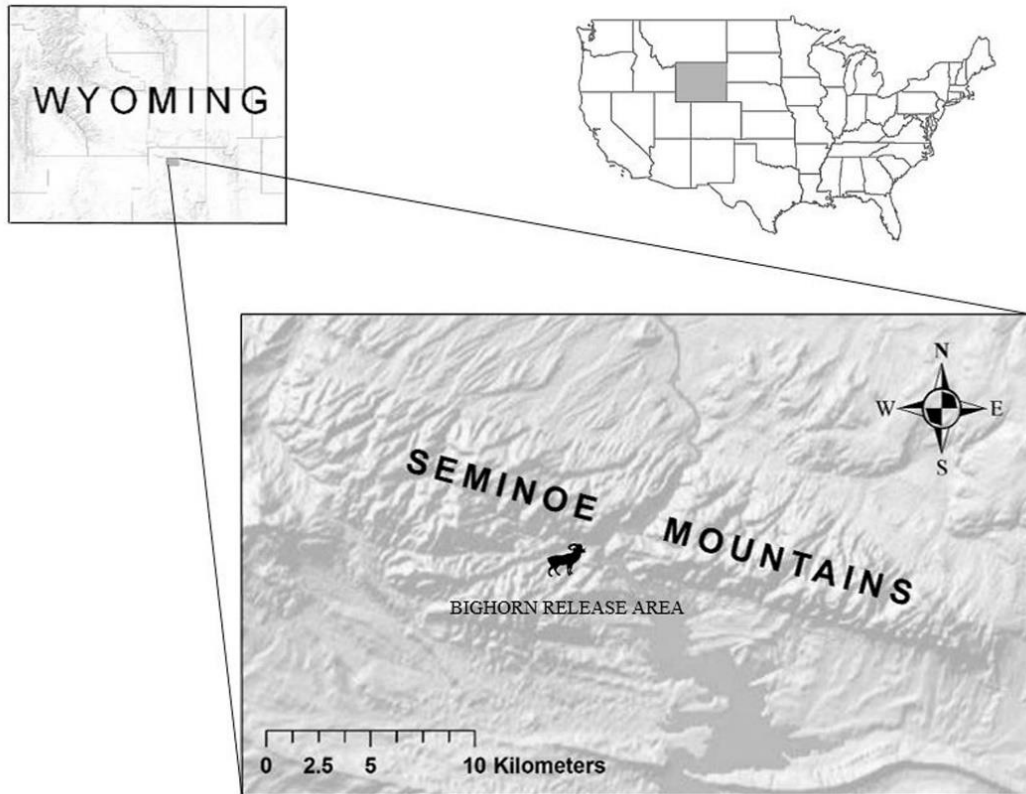 WYOMING
N
W E
S
SEMINOE MOUNTAINS
BIGHORN RELEASE AREA
0 2.5 5 10 Kilometers